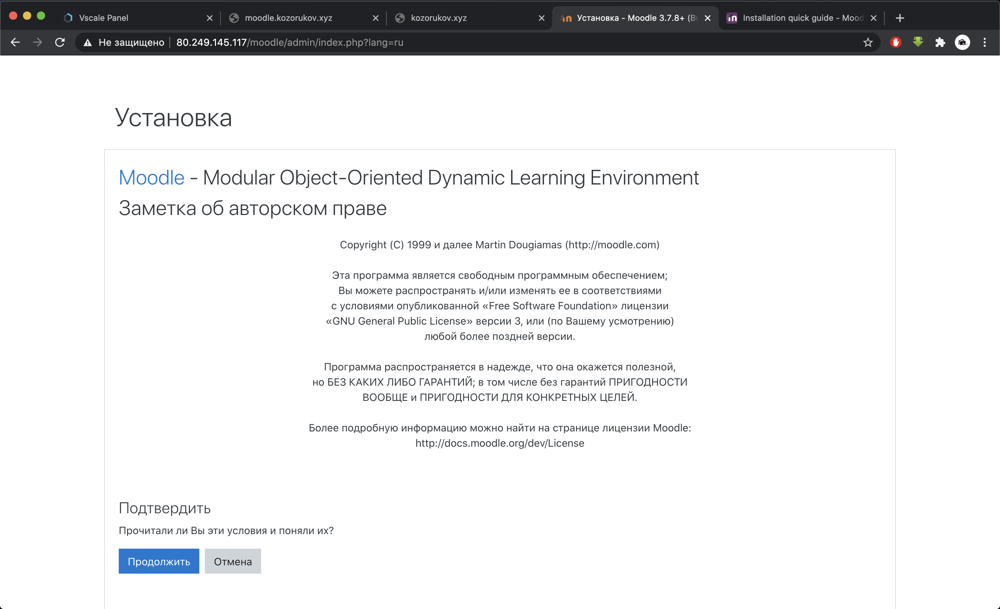 Vscale Panel
moodle.kozorukov.xyz
kozorukov.xyz
Установка - Moodle 3.7.8+ (Bu
Installation quick guide - Mood
Не защищено
80.249.145.117/moodle/admin/index.php?lang=ru
Установка
Moodle - Modular Object-Oriented Dynamic Learning Environment
Заметка об авторском праве
Copyright (C) 1999 и далее Martin Dougiamas (http://moodle.com)
Эта программа является свободным программным обеспечением;
Вы можете распространять и/или изменять ее в соответствиями
с условиями опубликованной «Free Software Foundation» лицензии
«GNU General Public License» версии 3, или (по Вашему усмотрению)
любой более поздней версии.
Программа распространяется в надежде, что она окажется полезной,
но БЕЗ КАКИХ ЛИБО ГАРАНТИЙ; в том числе без гарантий ПРИГОДНОСТИ
ВООБЩЕ и ПРИГОДНОСТИ ДЛЯ КОНКРЕТНЫХ ЦЕЛЕЙ.
Более подробную информацию можно найти на странице лицензии Moodle:
http://docs.moodle.org/dev/License
Подтвердить
Прочитали ли Вы эти условия и поняли их?
Продолжить
Отмена